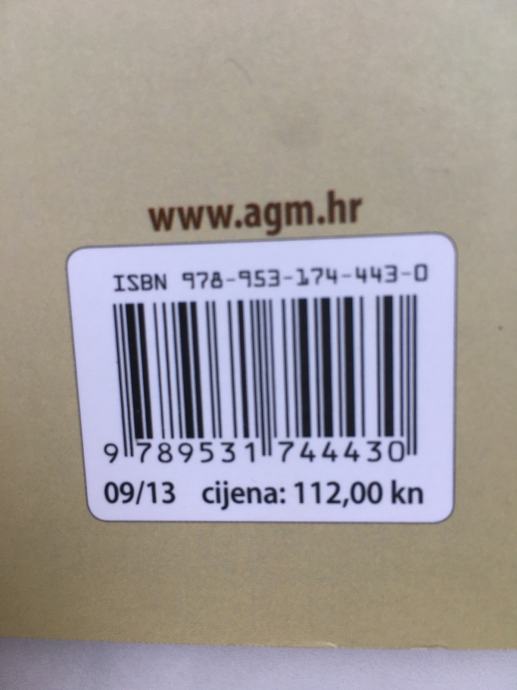 www.agm.hr
ISBN 978-953-174-443-0
9 789531 744430
09/13 cijena: 112,00 kn